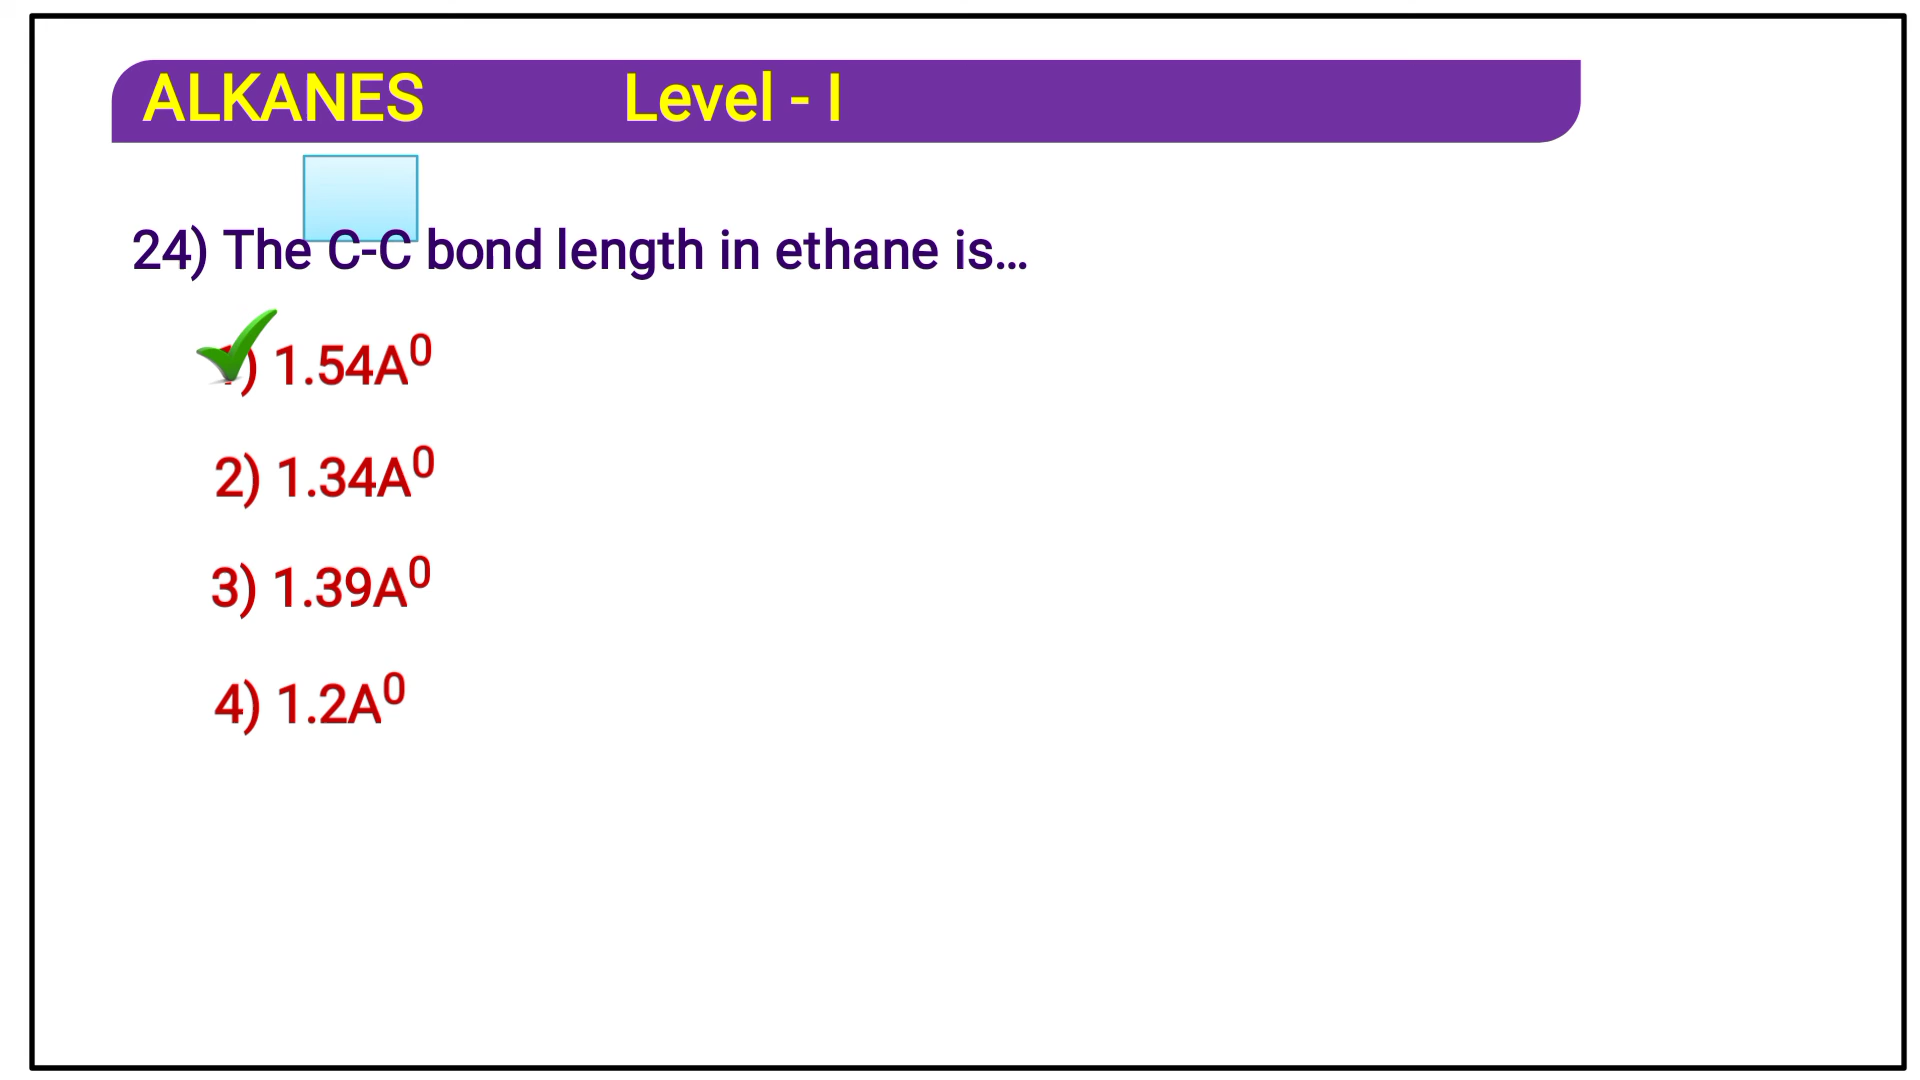 ALKANES Level - I
24) The C-C bond length in ethane is...
1) 1.54A⁰
2) 1.34A⁰
3) 1.39A⁰
4) 1.2A⁰